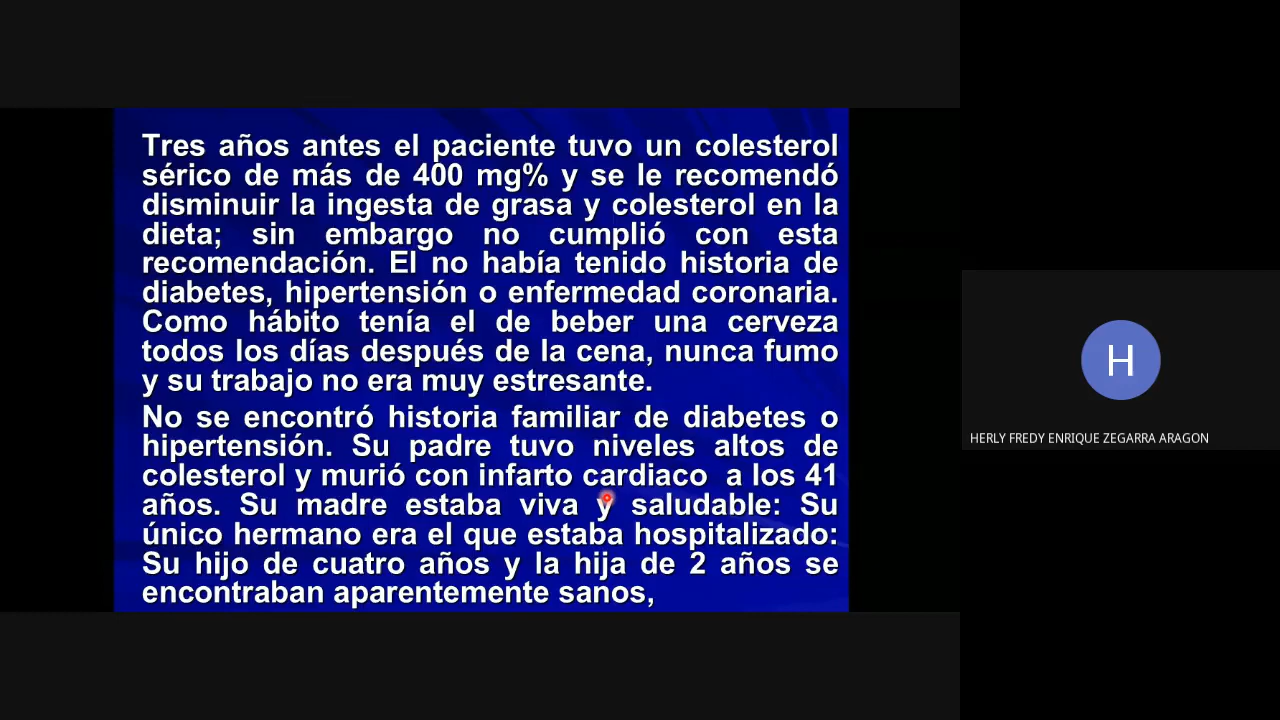 Tres años antes el paciente tuvo un colesterol
sérico de más de 400 mg% y se le recomendó
disminuir la ingesta de grasa y colesterol en la
dieta; sin embargo no cumplió con esta
recomendación. El no había tenido historia de
diabetes, hipertensión o enfermedad coronaria.
Como hábito tenía el de beber una cerveza
todos los días después de la cena, nunca fumo
y su trabajo no era muy estresante.
No se encontró historia familiar de diabetes o
hipertensión. Su padre tuvo niveles altos de
colesterol y murió con infarto cardiaco a los 41
años. Su madre estaba viva y saludable: Su
único hermano era el que estaba hospitalizado:
Su hijo de cuatro años y la hija de 2 años se
encontraban aparentemente sanos,
H
HERLY FREDY ENRIQUE ZEGARRA ARAGON